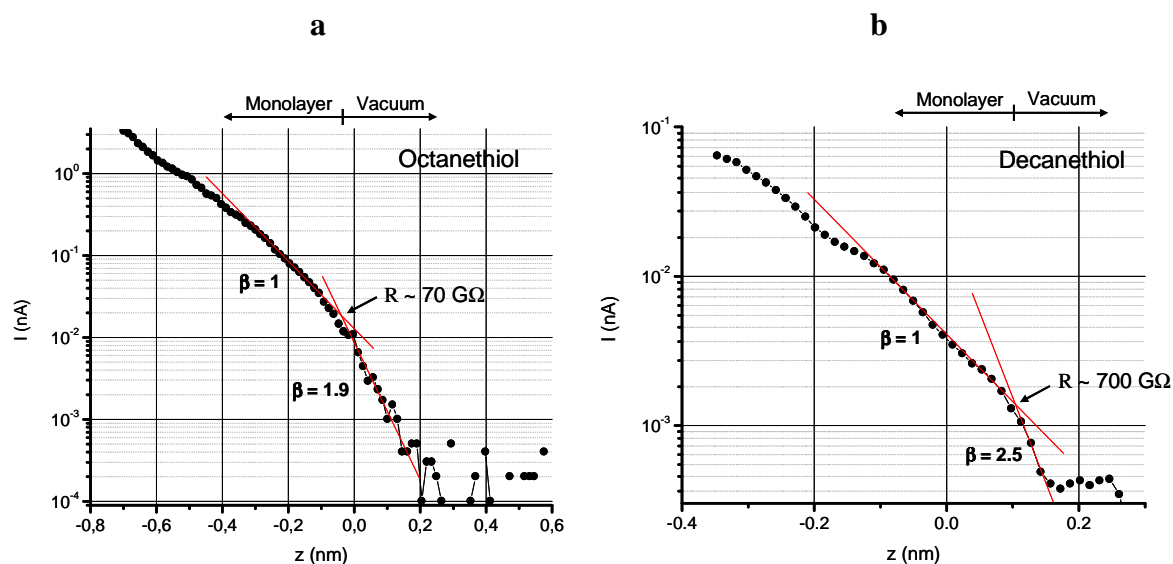 a
Monolayer Vacuum
Octanethiol
10⁰
10⁻¹
10⁻²
10⁻³
10⁻⁴
I (nA)
β = 1
R ~ 70 GΩ
β = 1.9
-0,8 -0,6 -0,4 -0,2 0,0 0,2 0,4 0,6
z (nm)
b
Monolayer Vacuum
Decanethiol
10⁻¹
10⁻²
10⁻³
I (nA)
β = 1
R ~ 700 GΩ
β = 2.5
-0.4 -0.2 0.0 0.2
z (nm)